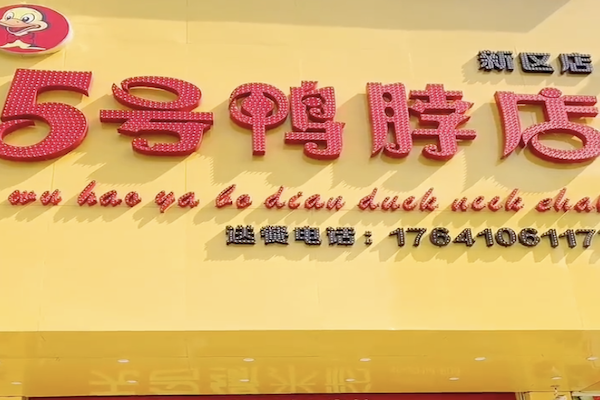 新区店
5号鸭脖店
wu hao ya bo dian duck neck
送餐电话:1764106117